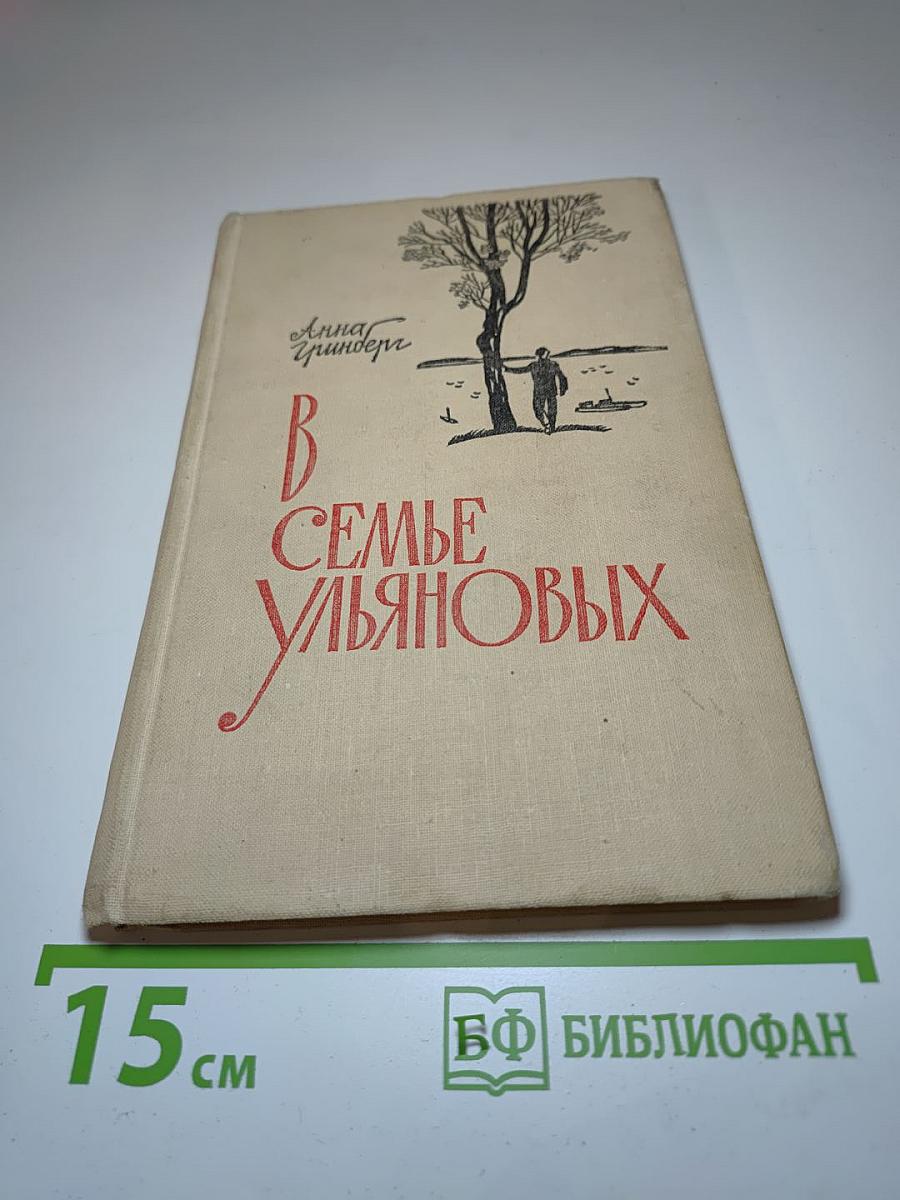 Анна
Гринберг
В
СЕМЬЕ
УЛЬЯНОВЫХ
15 см
БФ БИБЛИОФАН